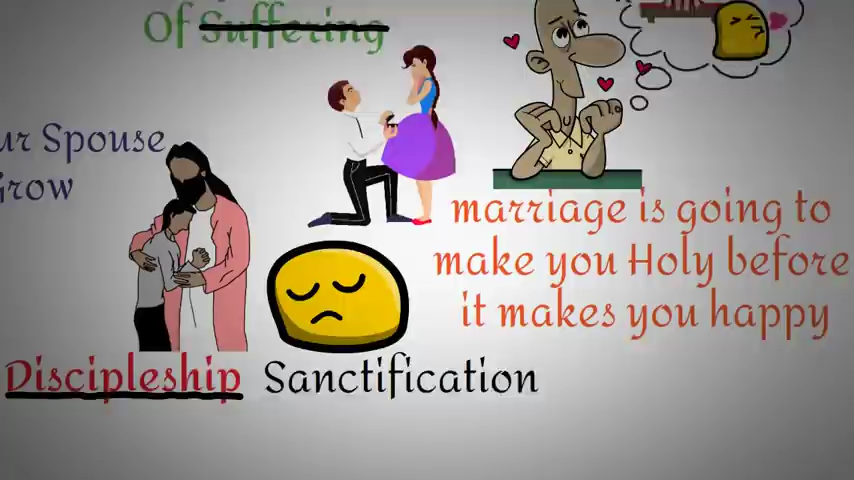 Of Suffering
ur Spouse
Grow
marriage is going to
make you Holy before
it makes you happy
Discipleship
Sanctification